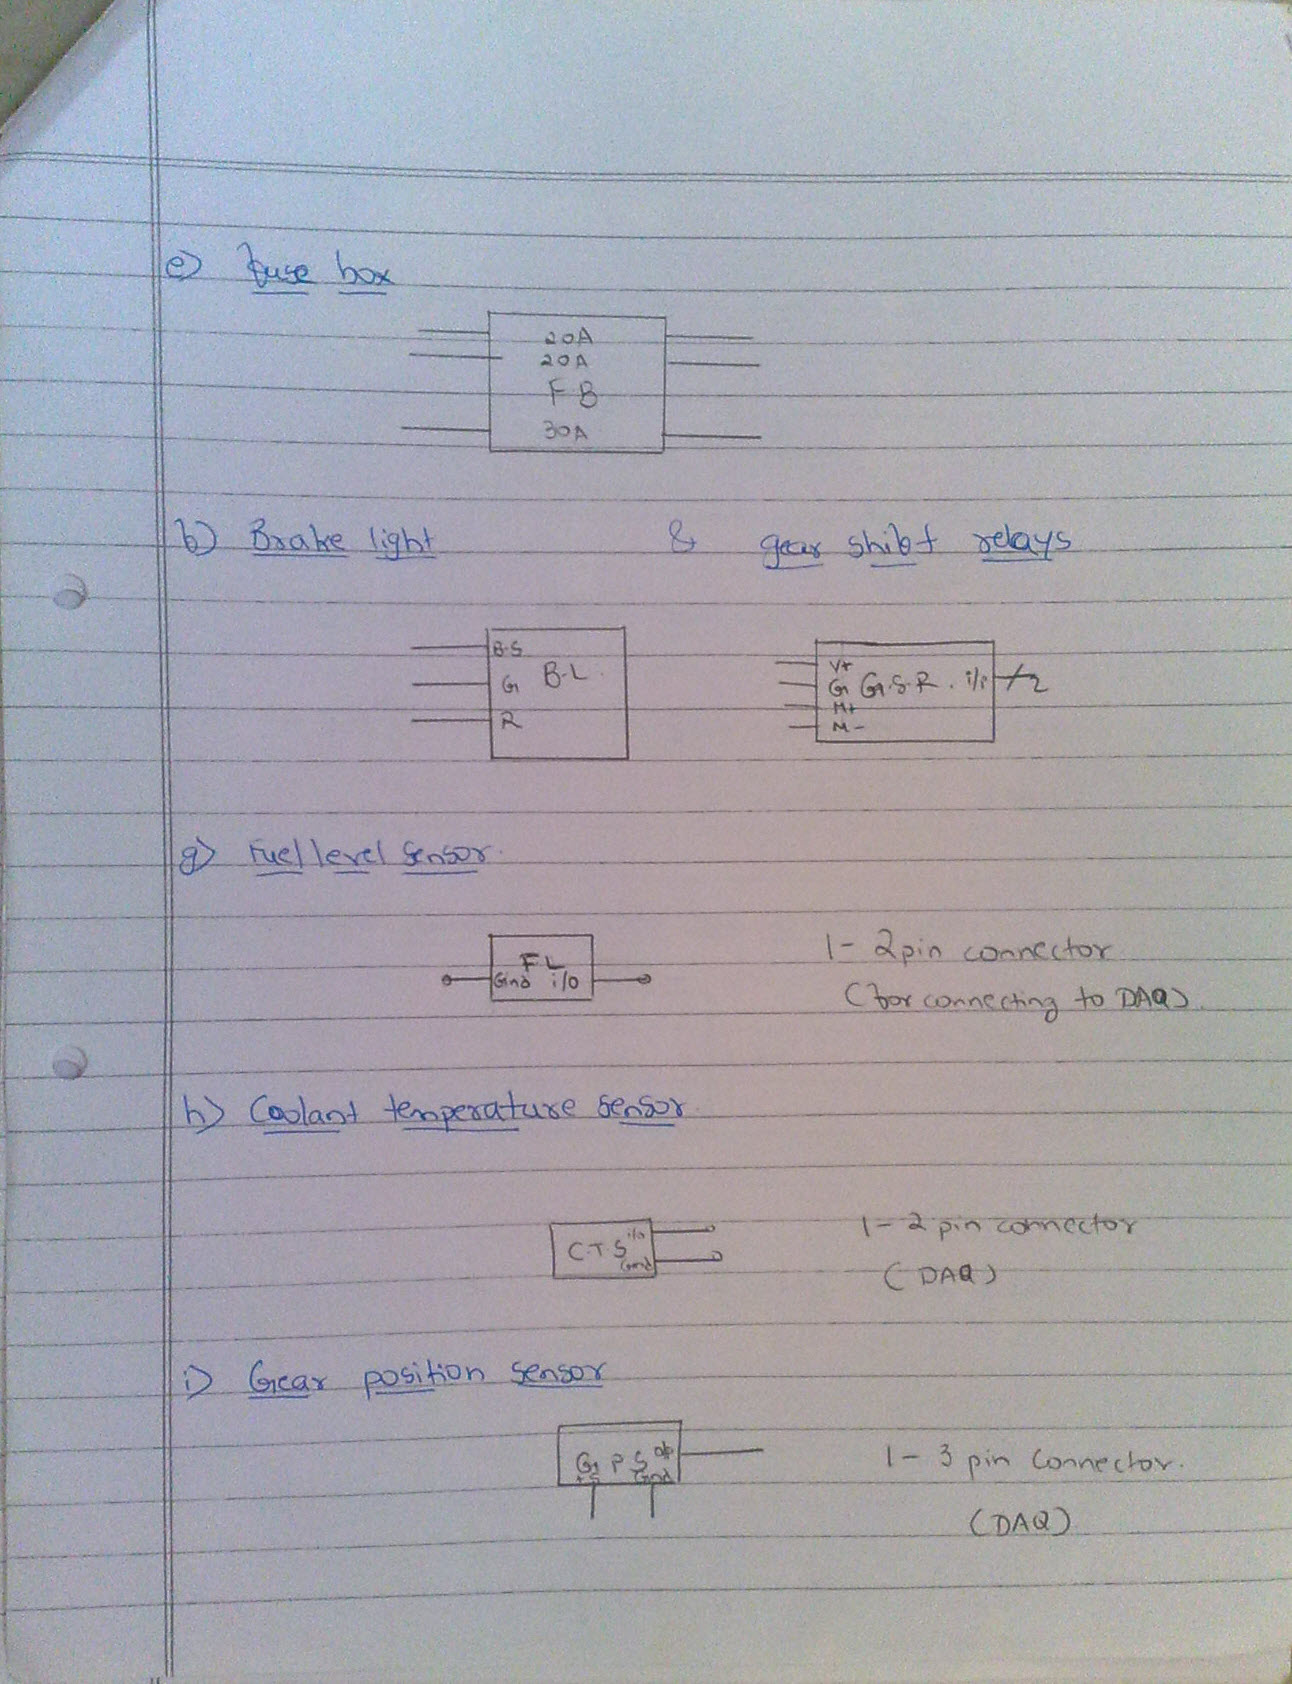 e) fuse box
20A
20A
F B
30A
f) Brake light & gear shift relays
B-S
G B-L.
R
V+
G G.S.R. i/p 2
M+
M-
g) Fuel level sensor.
F L
Gnd i/o
1- 2pin connector
(for connecting to DAQ).
h) Coolant temperature sensor.
C.T S i/o
Gnd
1- 2 pin connector
(DAQ)
i) Gear position sensor
G P S o/p
+5 Gnd
1- 3 pin connector.
(DAQ)